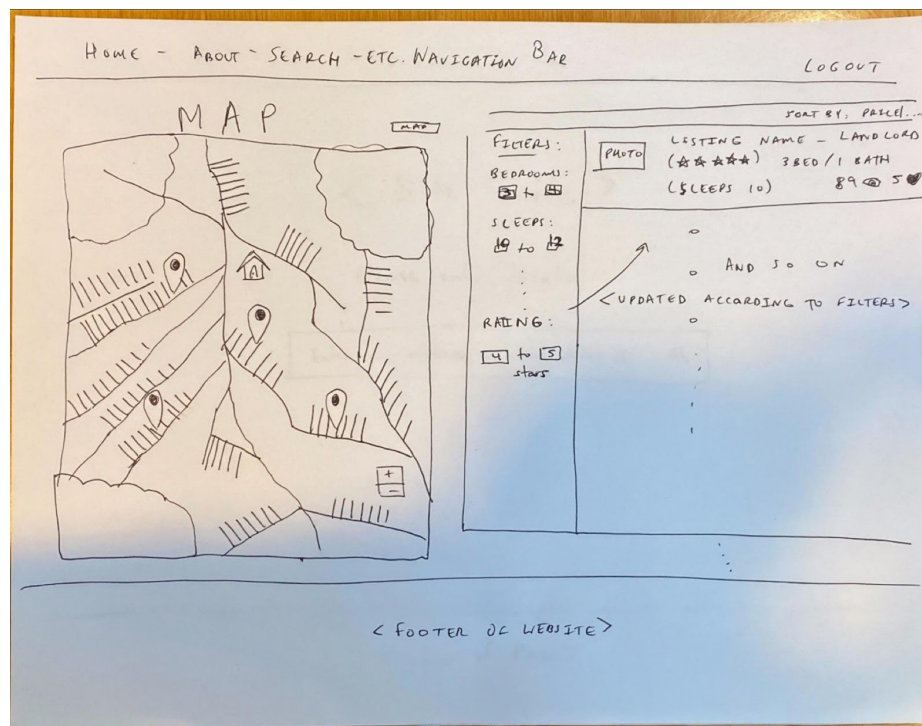 HOME - ABOUT - SEARCH - ETC. NAVIGATION BAR
LOGOUT
MAP
MAP
A
+
-
SORT BY: PRICE/...
FILTERS:
BEDROOMS:
3 to 4
SLEEPS:
10 to 12
RATING:
4 to 5
stars
PHOTO
LISTING NAME - LANDLORD
(☆☆☆☆☆) 3 BED / 1 BATH
(SLEEPS 10) 89 5
AND SO ON
<UPDATED ACCORDING TO FILTERS>
<FOOTER OF WEBSITE>